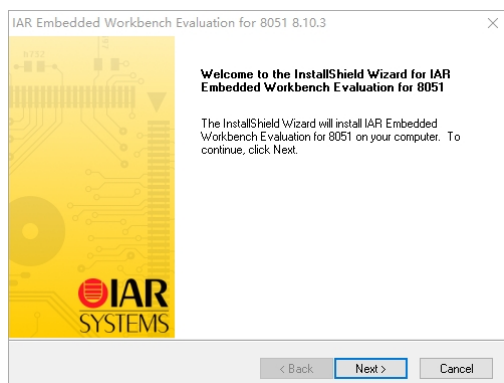 IAR Embedded Workbench Evaluation for 8051 8.10.3
Welcome to the InstallShield Wizard for IAR
Embedded Workbench Evaluation for 8051
The InstallShield Wizard will install IAR Embedded
Workbench Evaluation for 8051 on your computer. To
continue, click Next.
IAR
SYSTEMS
< Back
Next >
Cancel